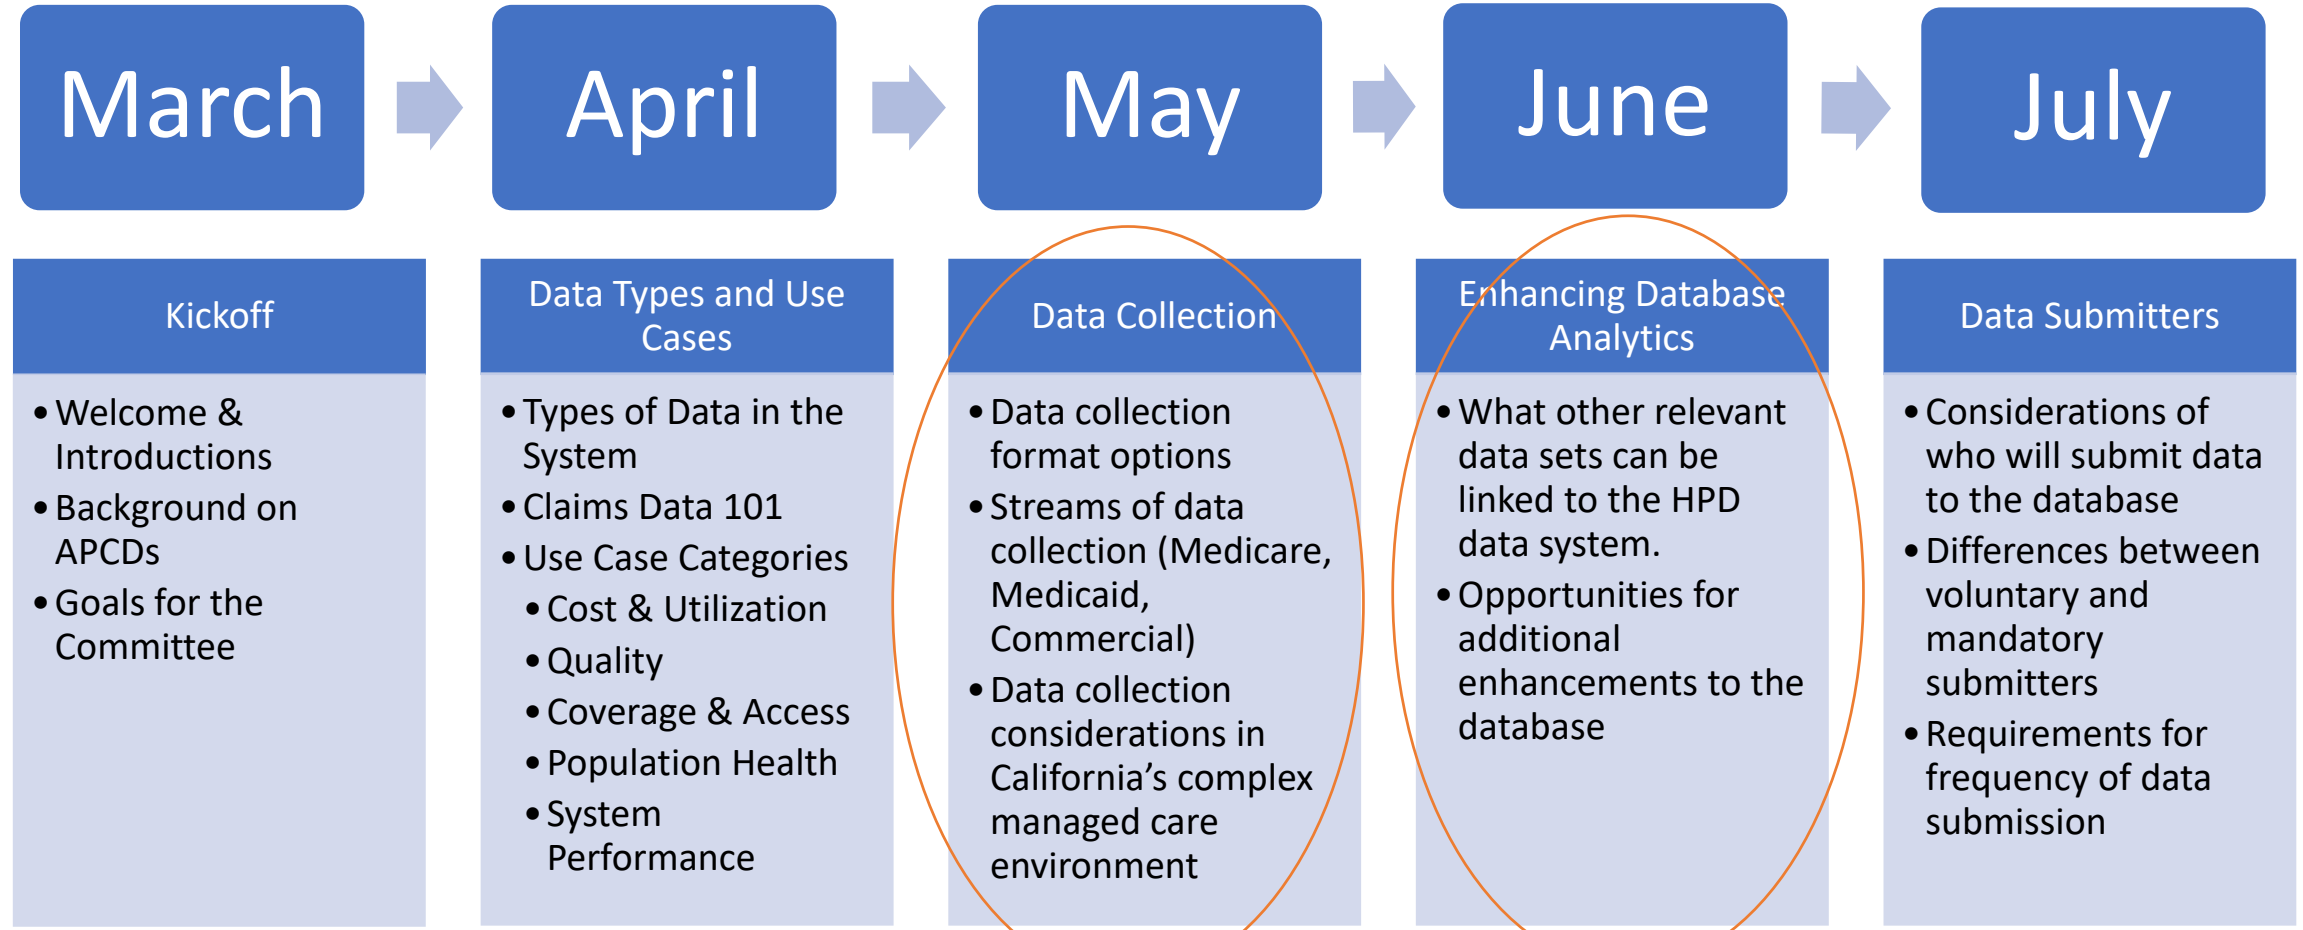 March
April
May
June
July
Kickoff
•Welcome &
Introductions
•Background on
APCDs
•Goals for the
Committee
Data Types and Use
Cases
•Types of Data in the
System
•Claims Data 101
•Use Case Categories
•Cost & Utilization
•Quality
•Coverage & Access
•Population Health
•System
Performance
Data Collection
•Data collection
format options
•Streams of data
collection (Medicare,
Medicaid,
Commercial)
•Data collection
considerations in
California’s complex
managed care
environment
Enhancing Database
Analytics
•What other relevant
data sets can be
linked to the HPD
data system.
•Opportunities for
additional
enhancements to the
database
Data Submitters
•Considerations of
who will submit data
to the database
•Differences between
voluntary and
mandatory
submitters
•Requirements for
frequency of data
submission